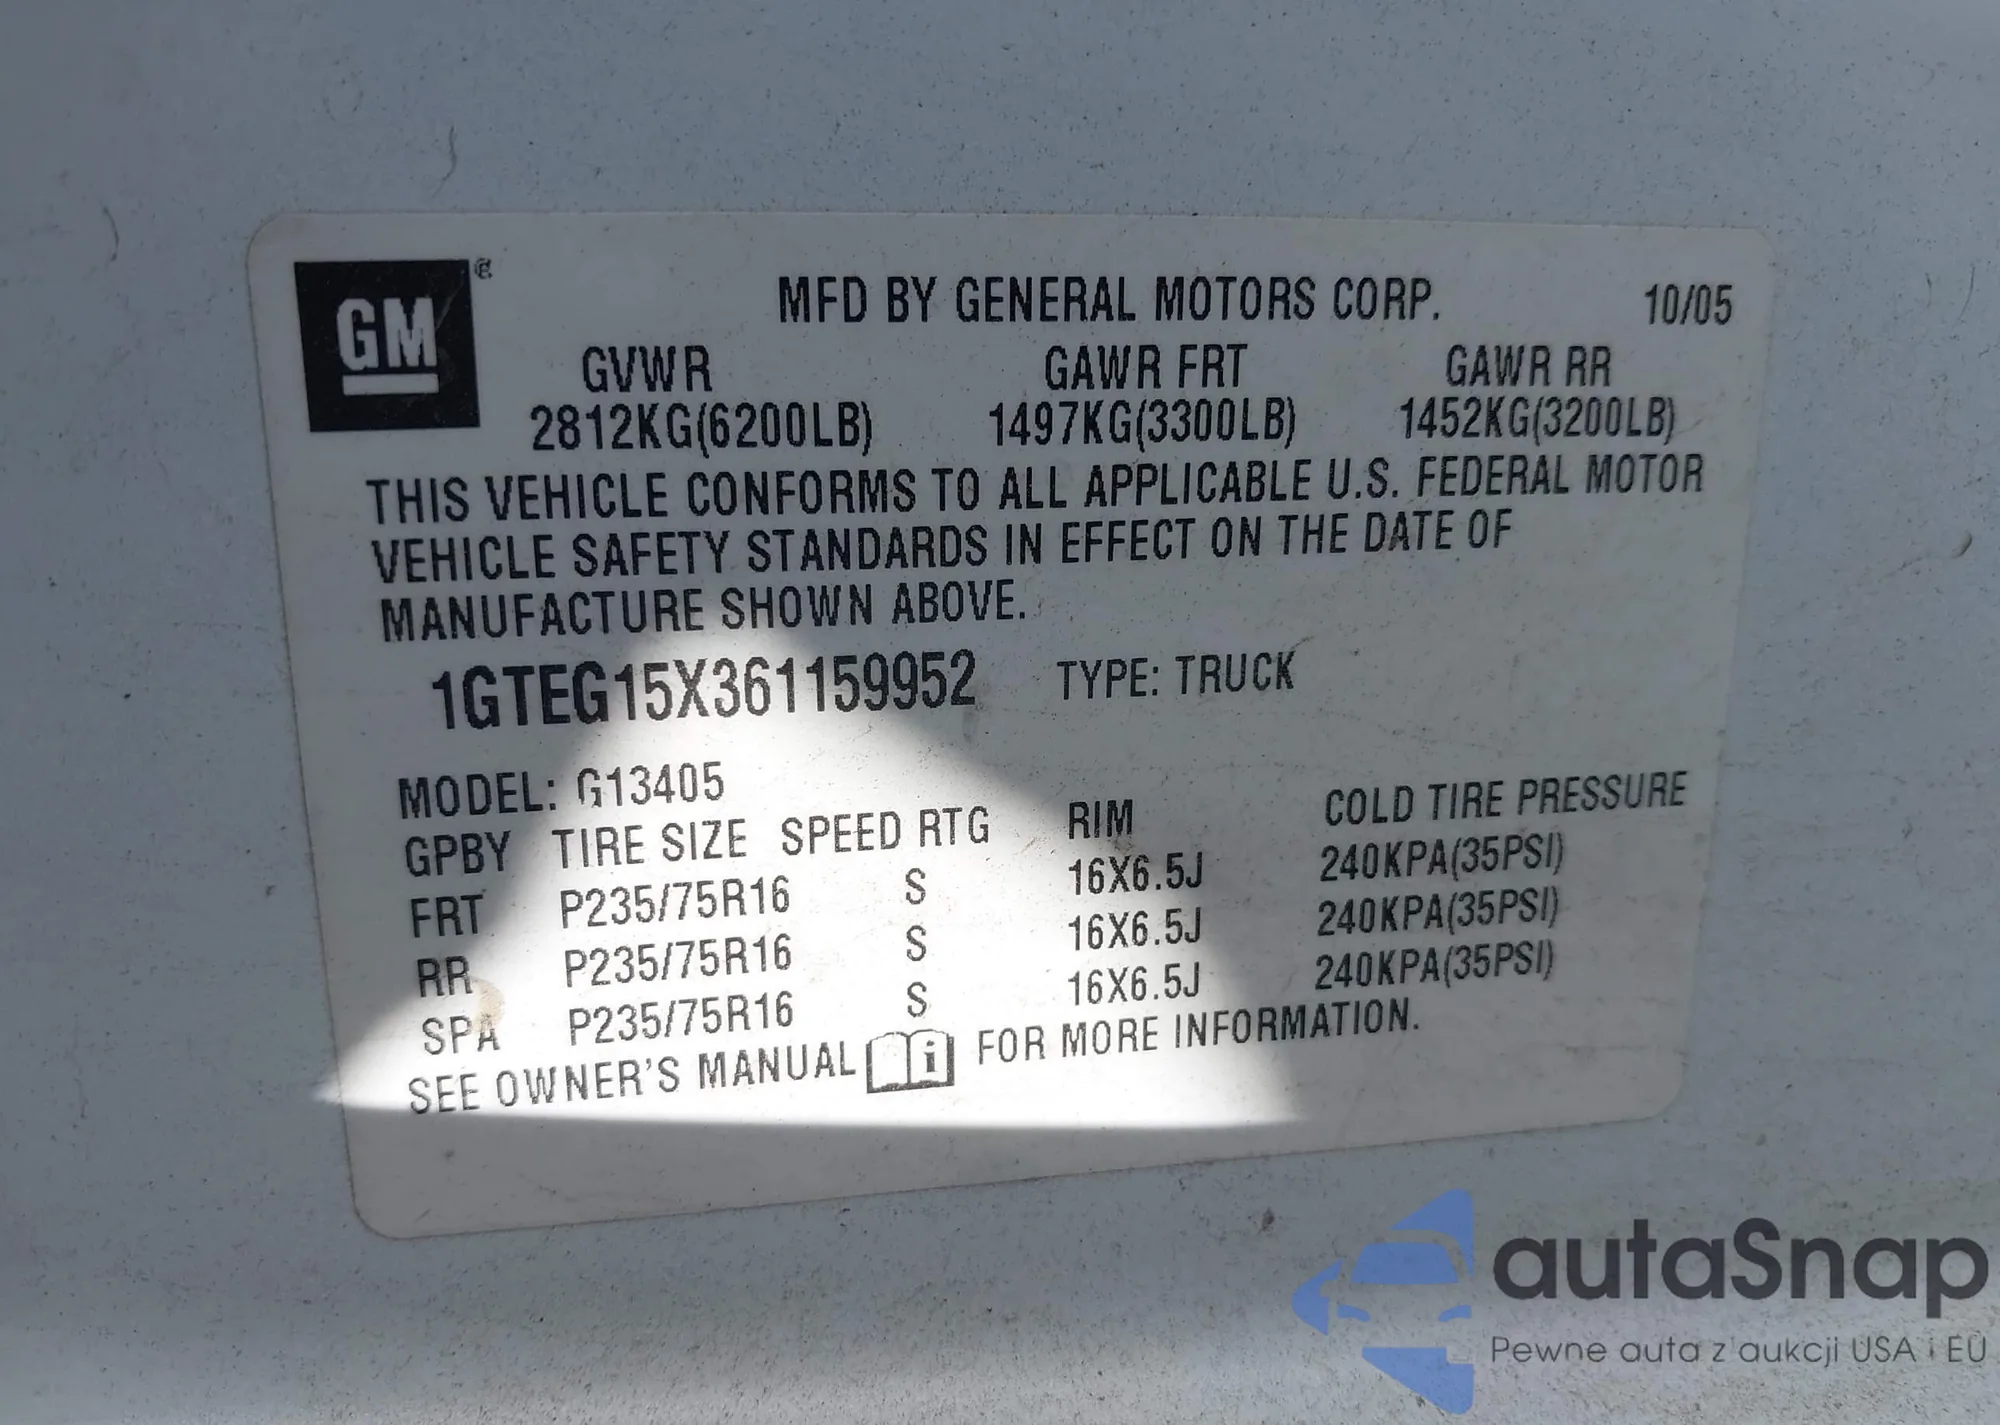 GM
MFD BY GENERAL MOTORS CORP. 10/05
GVWR GAWR FRT GAWR RR
2812KG(6200LB) 1497KG(3300LB) 1452KG(3200LB)
THIS VEHICLE CONFORMS TO ALL APPLICABLE U.S. FEDERAL MOTOR
VEHICLE SAFETY STANDARDS IN EFFECT ON THE DATE OF
MANUFACTURE SHOWN ABOVE.
1GTEG15X361159952 TYPE: TRUCK
MODEL: G13405
GPBY TIRE SIZE SPEED RTG RIM COLD TIRE PRESSURE
FRT P235/75R16 S 16X6.5J 240KPA(35PSI)
RR P235/75R16 S 16X6.5J 240KPA(35PSI)
SPA P235/75R16 S 16X6.5J 240KPA(35PSI)
SEE OWNER'S MANUAL i FOR MORE INFORMATION.
autaSnap
Pewne auta z aukcji USA i EU